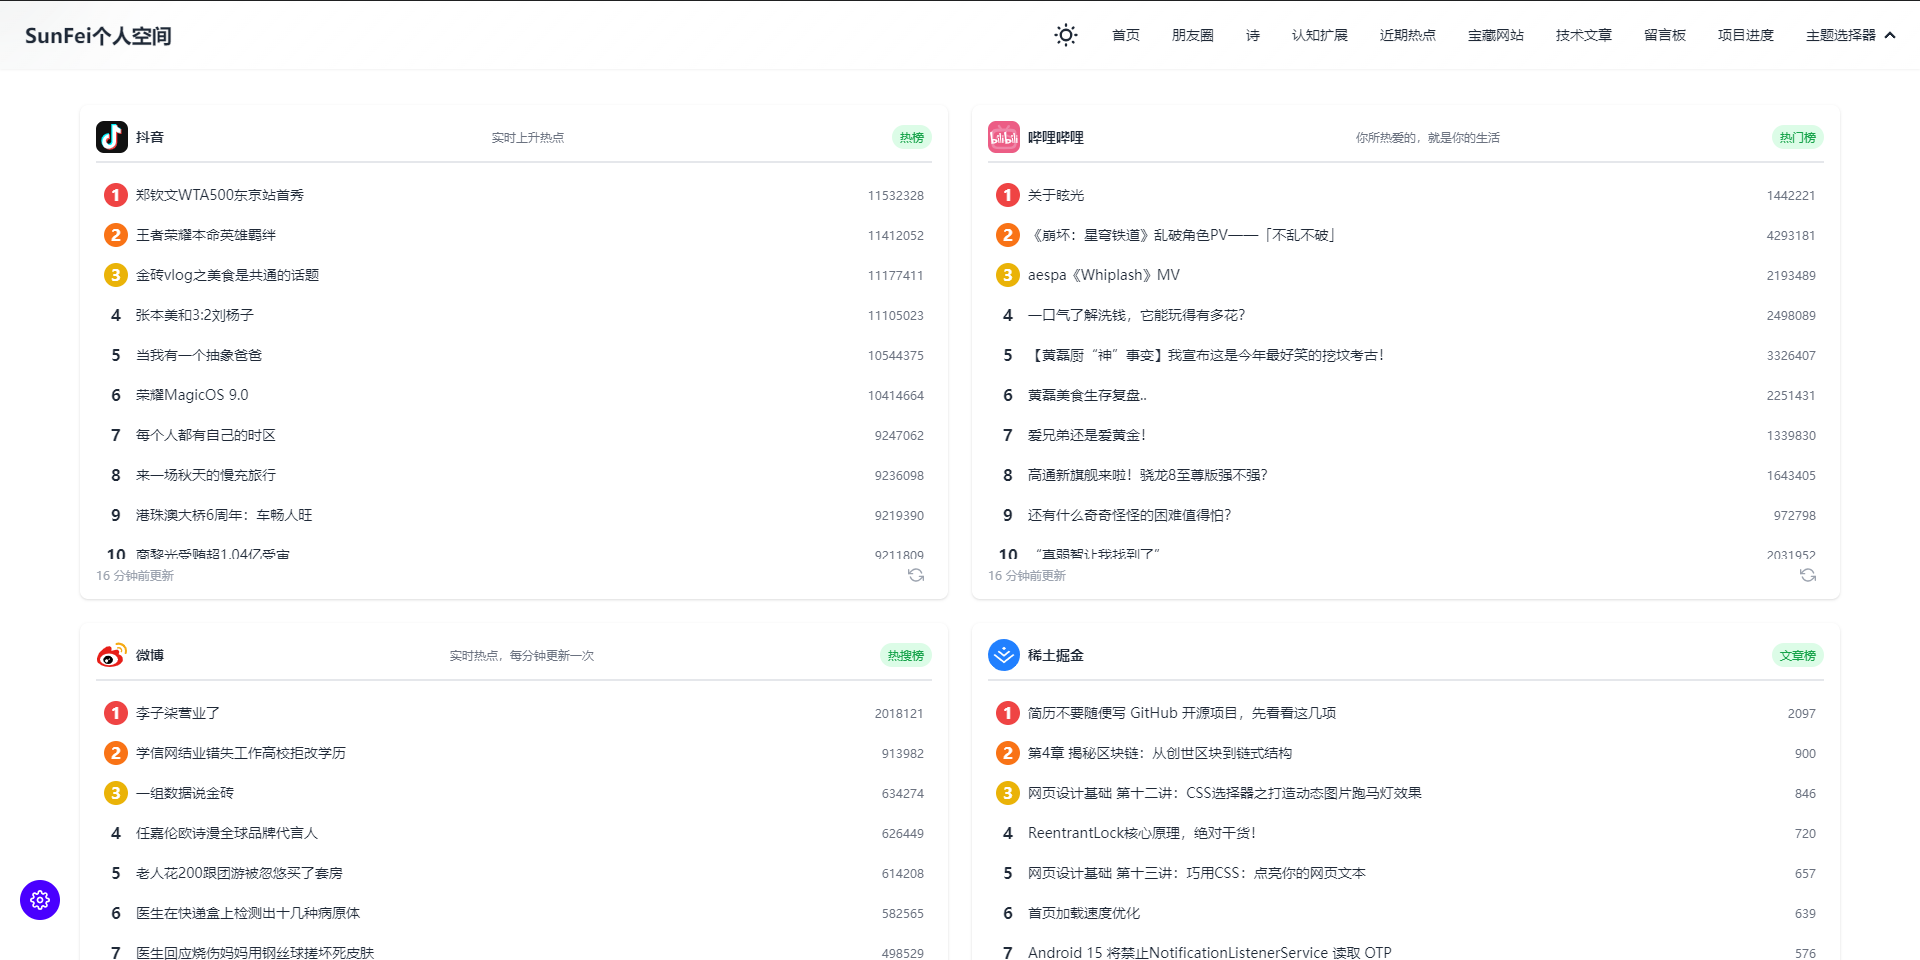 SunFei个人空间
首页 朋友圈 诗 认知扩展 近期热点 宝藏网站 技术文章 留言板 项目进度 主题选择器
抖音 实时上升热点 热榜
1 郑钦文WTA500东京站首秀 11532328
2 王者荣耀本命英雄羁绊 11412052
3 金砖vlog之美食是共通的话题 11177411
4 张本美和3:2刘杨子 11105023
5 当我有一个抽象爸爸 10544375
6 荣耀MagicOS 9.0 10414664
7 每个人都有自己的时区 9247062
8 来一场秋天的慢充旅行 9236098
9 港珠澳大桥6周年：车畅人旺 9219390
10 商黎光受贿超1.04亿受审 9211809
16 分钟前更新
哔哩哔哩 你所热爱的，就是你的生活 热门榜
1 关于眩光 1442221
2 《崩坏：星穹铁道》乱破角色PV——「不乱不破」 4293181
3 aespa《Whiplash》MV 2193489
4 一口气了解洗钱，它能玩得有多花？ 2498089
5 【黄磊厨“神”事变】我宣布这是今年最好笑的挖坟考古！ 3326407
6 黄磊美食生存复盘.. 2251431
7 爱兄弟还是爱黄金！ 1339830
8 高通新旗舰来啦！骁龙8至尊版强不强？ 1643405
9 还有什么奇奇怪怪的困难值得怕？ 972798
10 “真弱智让我找到了” 2031952
16 分钟前更新
微博 实时热点，每分钟更新一次 热搜榜
1 李子柒营业了 2018121
2 学信网结业错失工作高校拒改学历 913982
3 一组数据说金砖 634274
4 任嘉伦欧诗漫全球品牌代言人 626449
5 老人花200跟团游被忽悠买了套房 614208
6 医生在快递盒上检测出十几种病原体 582565
7 医生回应烧伤妈妈用钢丝球搓坏死皮肤 498529
稀土掘金 文章榜
1 简历不要随便写 GitHub 开源项目，先看看这几项 2097
2 第4章 揭秘区块链：从创世区块到链式结构 900
3 网页设计基础 第十二讲：CSS选择器之打造动态图片跑马灯效果 846
4 ReentrantLock核心原理，绝对干货！ 720
5 网页设计基础 第十三讲：巧用CSS：点亮你的网页文本 657
6 首页加载速度优化 639
7 Android 15 将禁止NotificationListenerService 读取 OTP 576